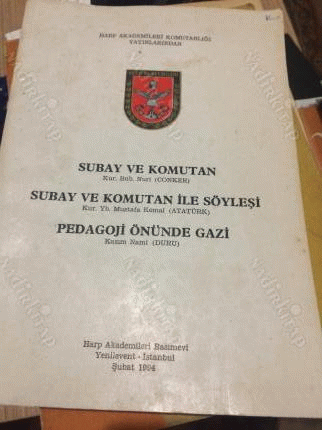 HARP AKADEMİLERİ KOMUTANLIĞI
YAYINLARINDAN
SUBAY VE KOMUTAN
Kur. Bnb. Nuri (CONKER)
SUBAY VE KOMUTAN İLE SÖYLEŞİ
Kur. Yb. Mustafa Kemal (ATATÜRK)
PEDAGOJİ ÖNÜNDE GAZİ
Kazım Nami (DURU)
Harp Akademileri Basımevi
Yenilevent - İstanbul
Şubat 1994
nadirkitap